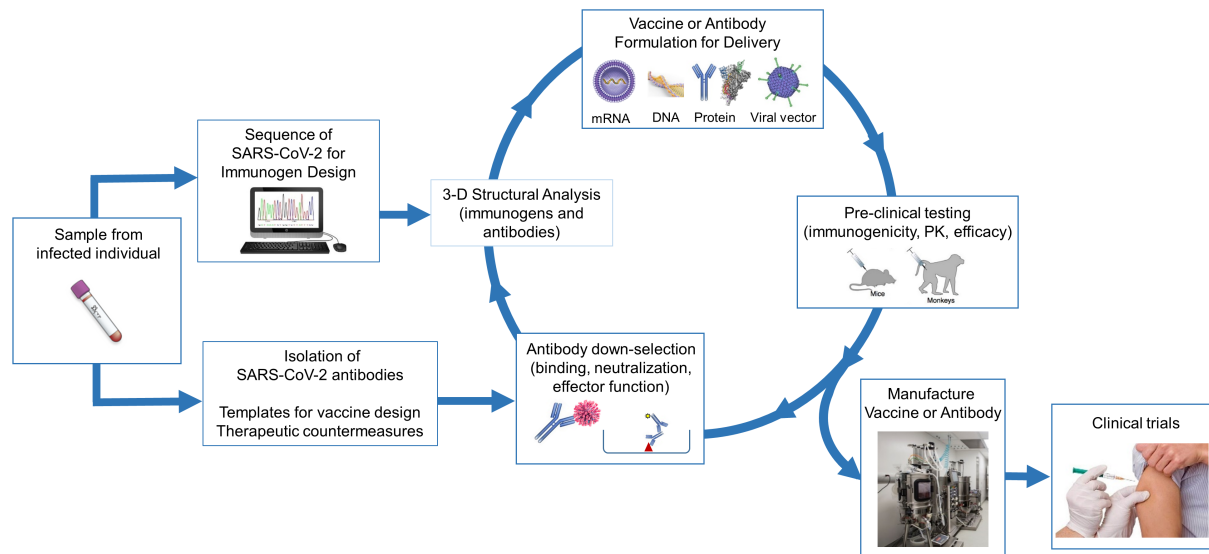 Sample from
infected individual
Sequence of
SARS-CoV-2 for
Immunogen Design
Isolation of
SARS-CoV-2 antibodies
Templates for vaccine design
Therapeutic countermeasures
3-D Structural Analysis
(immunogens and
antibodies)
Antibody down-selection
(binding, neutralization,
effector function)
Vaccine or Antibody
Formulation for Delivery
mRNA
DNA
Protein
Viral vector
Pre-clinical testing
(immunogenicity, PK, efficacy)
Mice
Monkeys
Manufacture
Vaccine or Antibody
Clinical trials